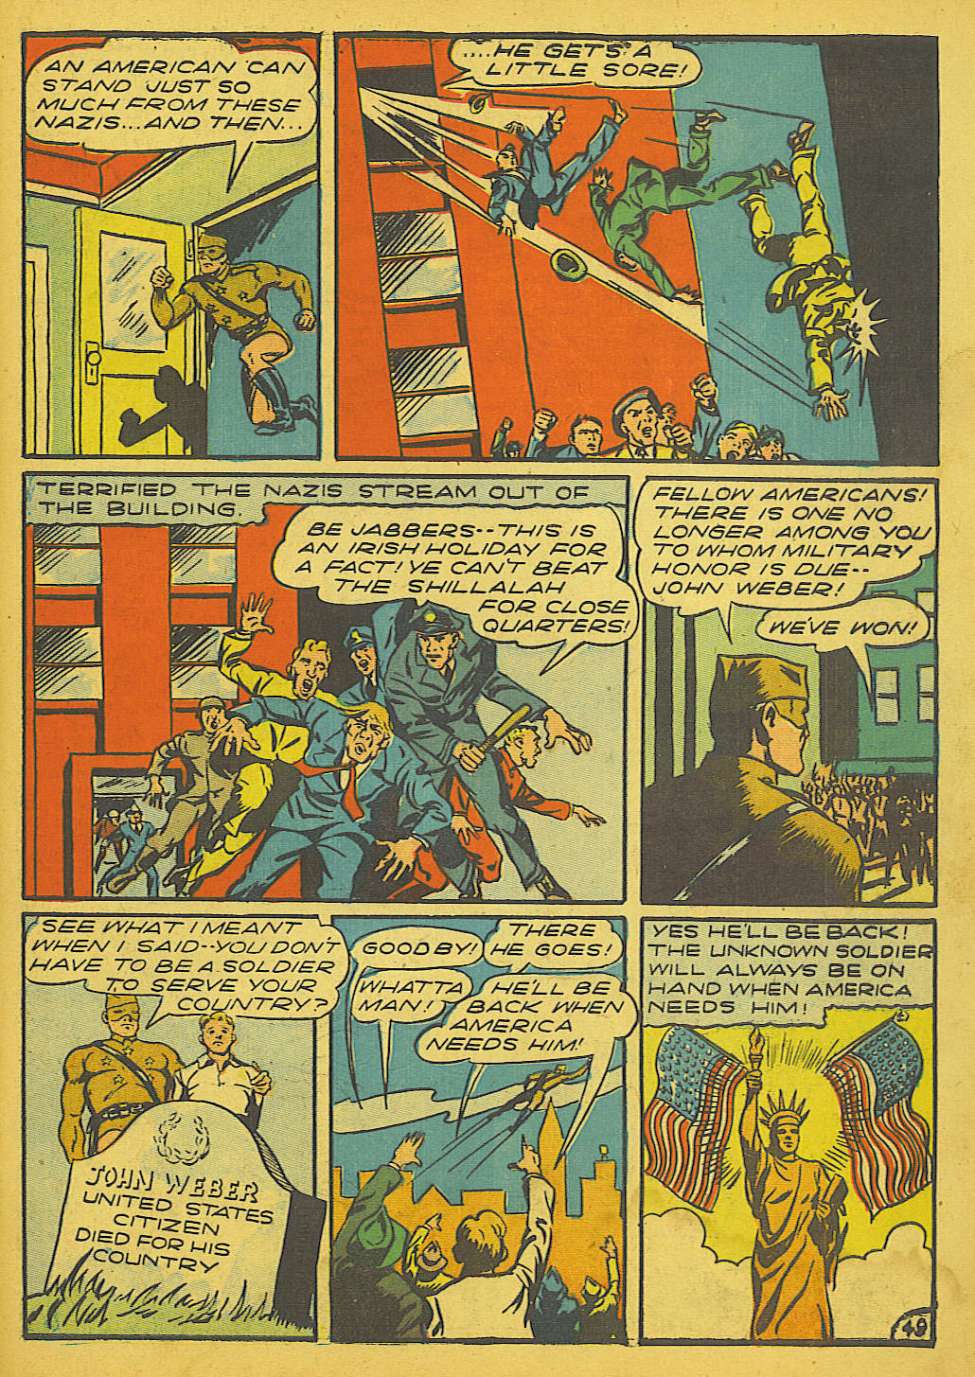 AN AMERICAN CAN
STAND JUST SO
MUCH FROM THESE
NAZIS...AND THEN...
....HE GETS A
LITTLE SORE!
TERRIFIED THE NAZIS STREAM OUT OF
THE BUILDING.
BE JABBERS--THIS IS
AN IRISH HOLIDAY FOR
A FACT! YE CAN'T BEAT
THE SHILLALAH
FOR CLOSE
QUARTERS!
FELLOW AMERICANS!
THERE IS ONE NO
LONGER AMONG YOU
TO WHOM MILITARY
HONOR IS DUE--
JOHN WEBER!
WE'VE WON!
SEE WHAT I MEANT
WHEN I SAID--YOU DON'T
HAVE TO BE A SOLDIER
TO SERVE YOUR
COUNTRY?
JOHN WEBER
UNITED STATES
CITIZEN
DIED FOR HIS
COUNTRY
GOODBY!
THERE
HE GOES!
WHATTA
MAN!
HE'LL BE
BACK WHEN
AMERICA
NEEDS HIM!
YES HE'LL BE BACK!
THE UNKNOWN SOLDIER
WILL ALWAYS BE ON
HAND WHEN AMERICA
NEEDS HIM!
49